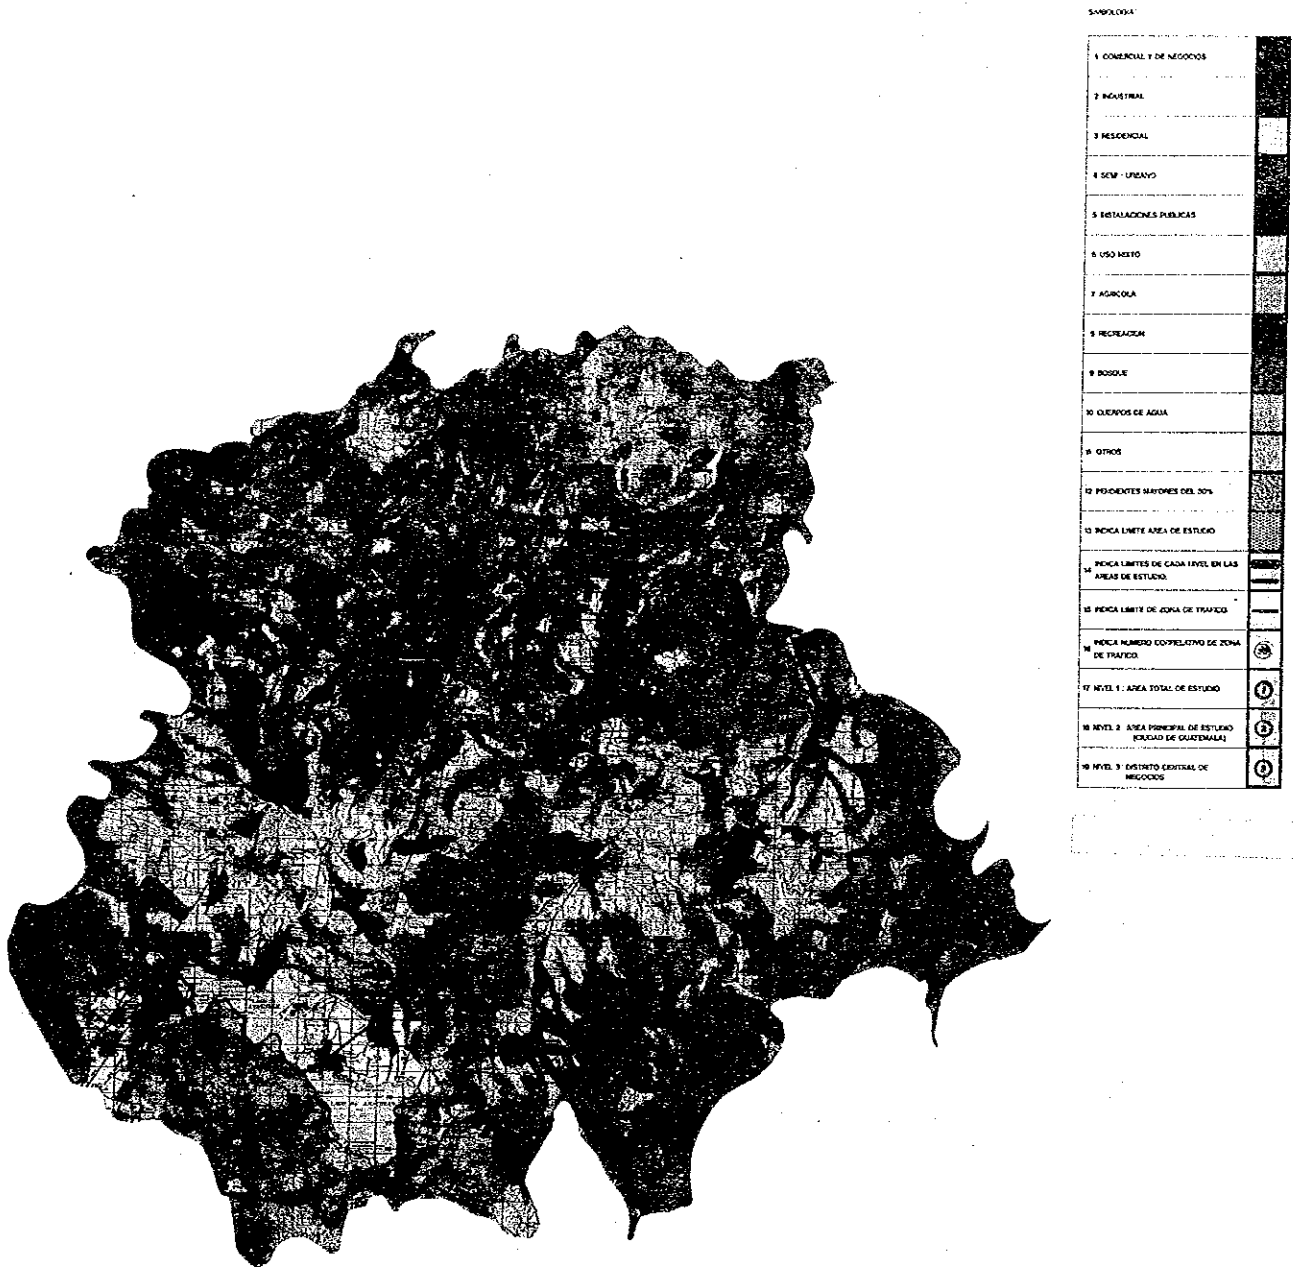 SIMBOLOGIA
1 COMERCIAL Y DE NEGOCIOS
2 INDUSTRIAL
3 RESIDENCIAL
4 SEMI - URBANO
5 INSTALACIONES PUBLICAS
6 USO MIXTO
7 AGRICOLA
8 RECREACION
9 BOSQUE
10 CUERPOS DE AGUA
11 OTROS
12 PENDIENTES MAYORES DEL 30%
13 INDICA LIMITE AREA DE ESTUDIO
14 INDICA LIMITES DE CADA NIVEL EN LAS
AREAS DE ESTUDIO.
15 INDICA LIMITE DE ZONA DE TRAFICO.
16 INDICA NUMERO CORRELATIVO DE ZONA
DE TRAFICO.
17 NIVEL 1 : AREA TOTAL DE ESTUDIO
1
18 NIVEL 2 : AREA PRINCIPAL DE ESTUDIO
(CIUDAD DE GUATEMALA)
2
19 NIVEL 3 : DISTRITO CENTRAL DE
NEGOCIOS
3